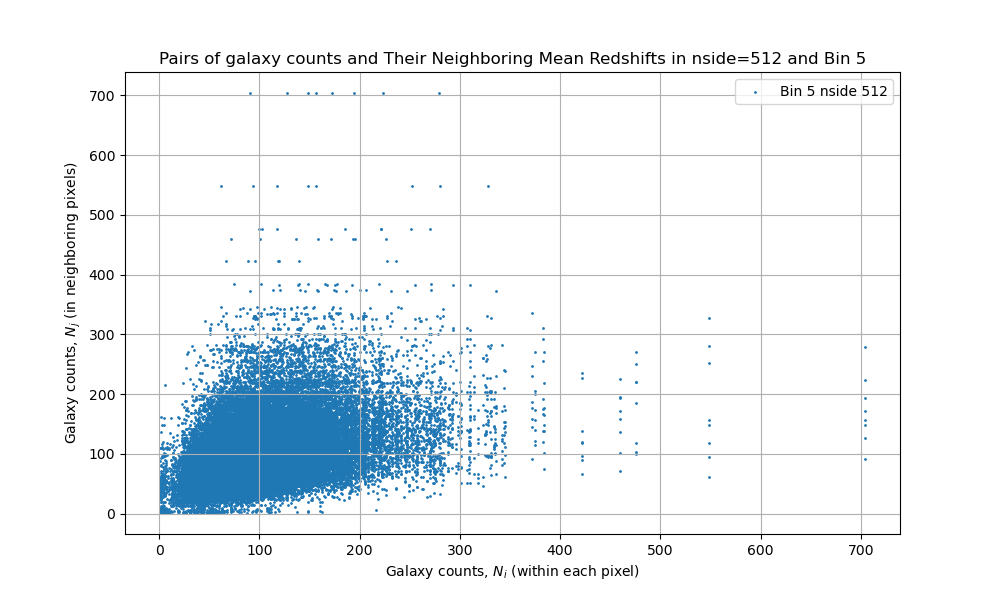 Pairs of galaxy counts and Their Neighboring Mean Redshifts in nside=512 and Bin 5
Bin 5 nside 512
Galaxy counts, N_j (in neighboring pixels)
700
600
500
400
300
200
100
0
0 100 200 300 400 500 600 700
Galaxy counts, N_i (within each pixel)